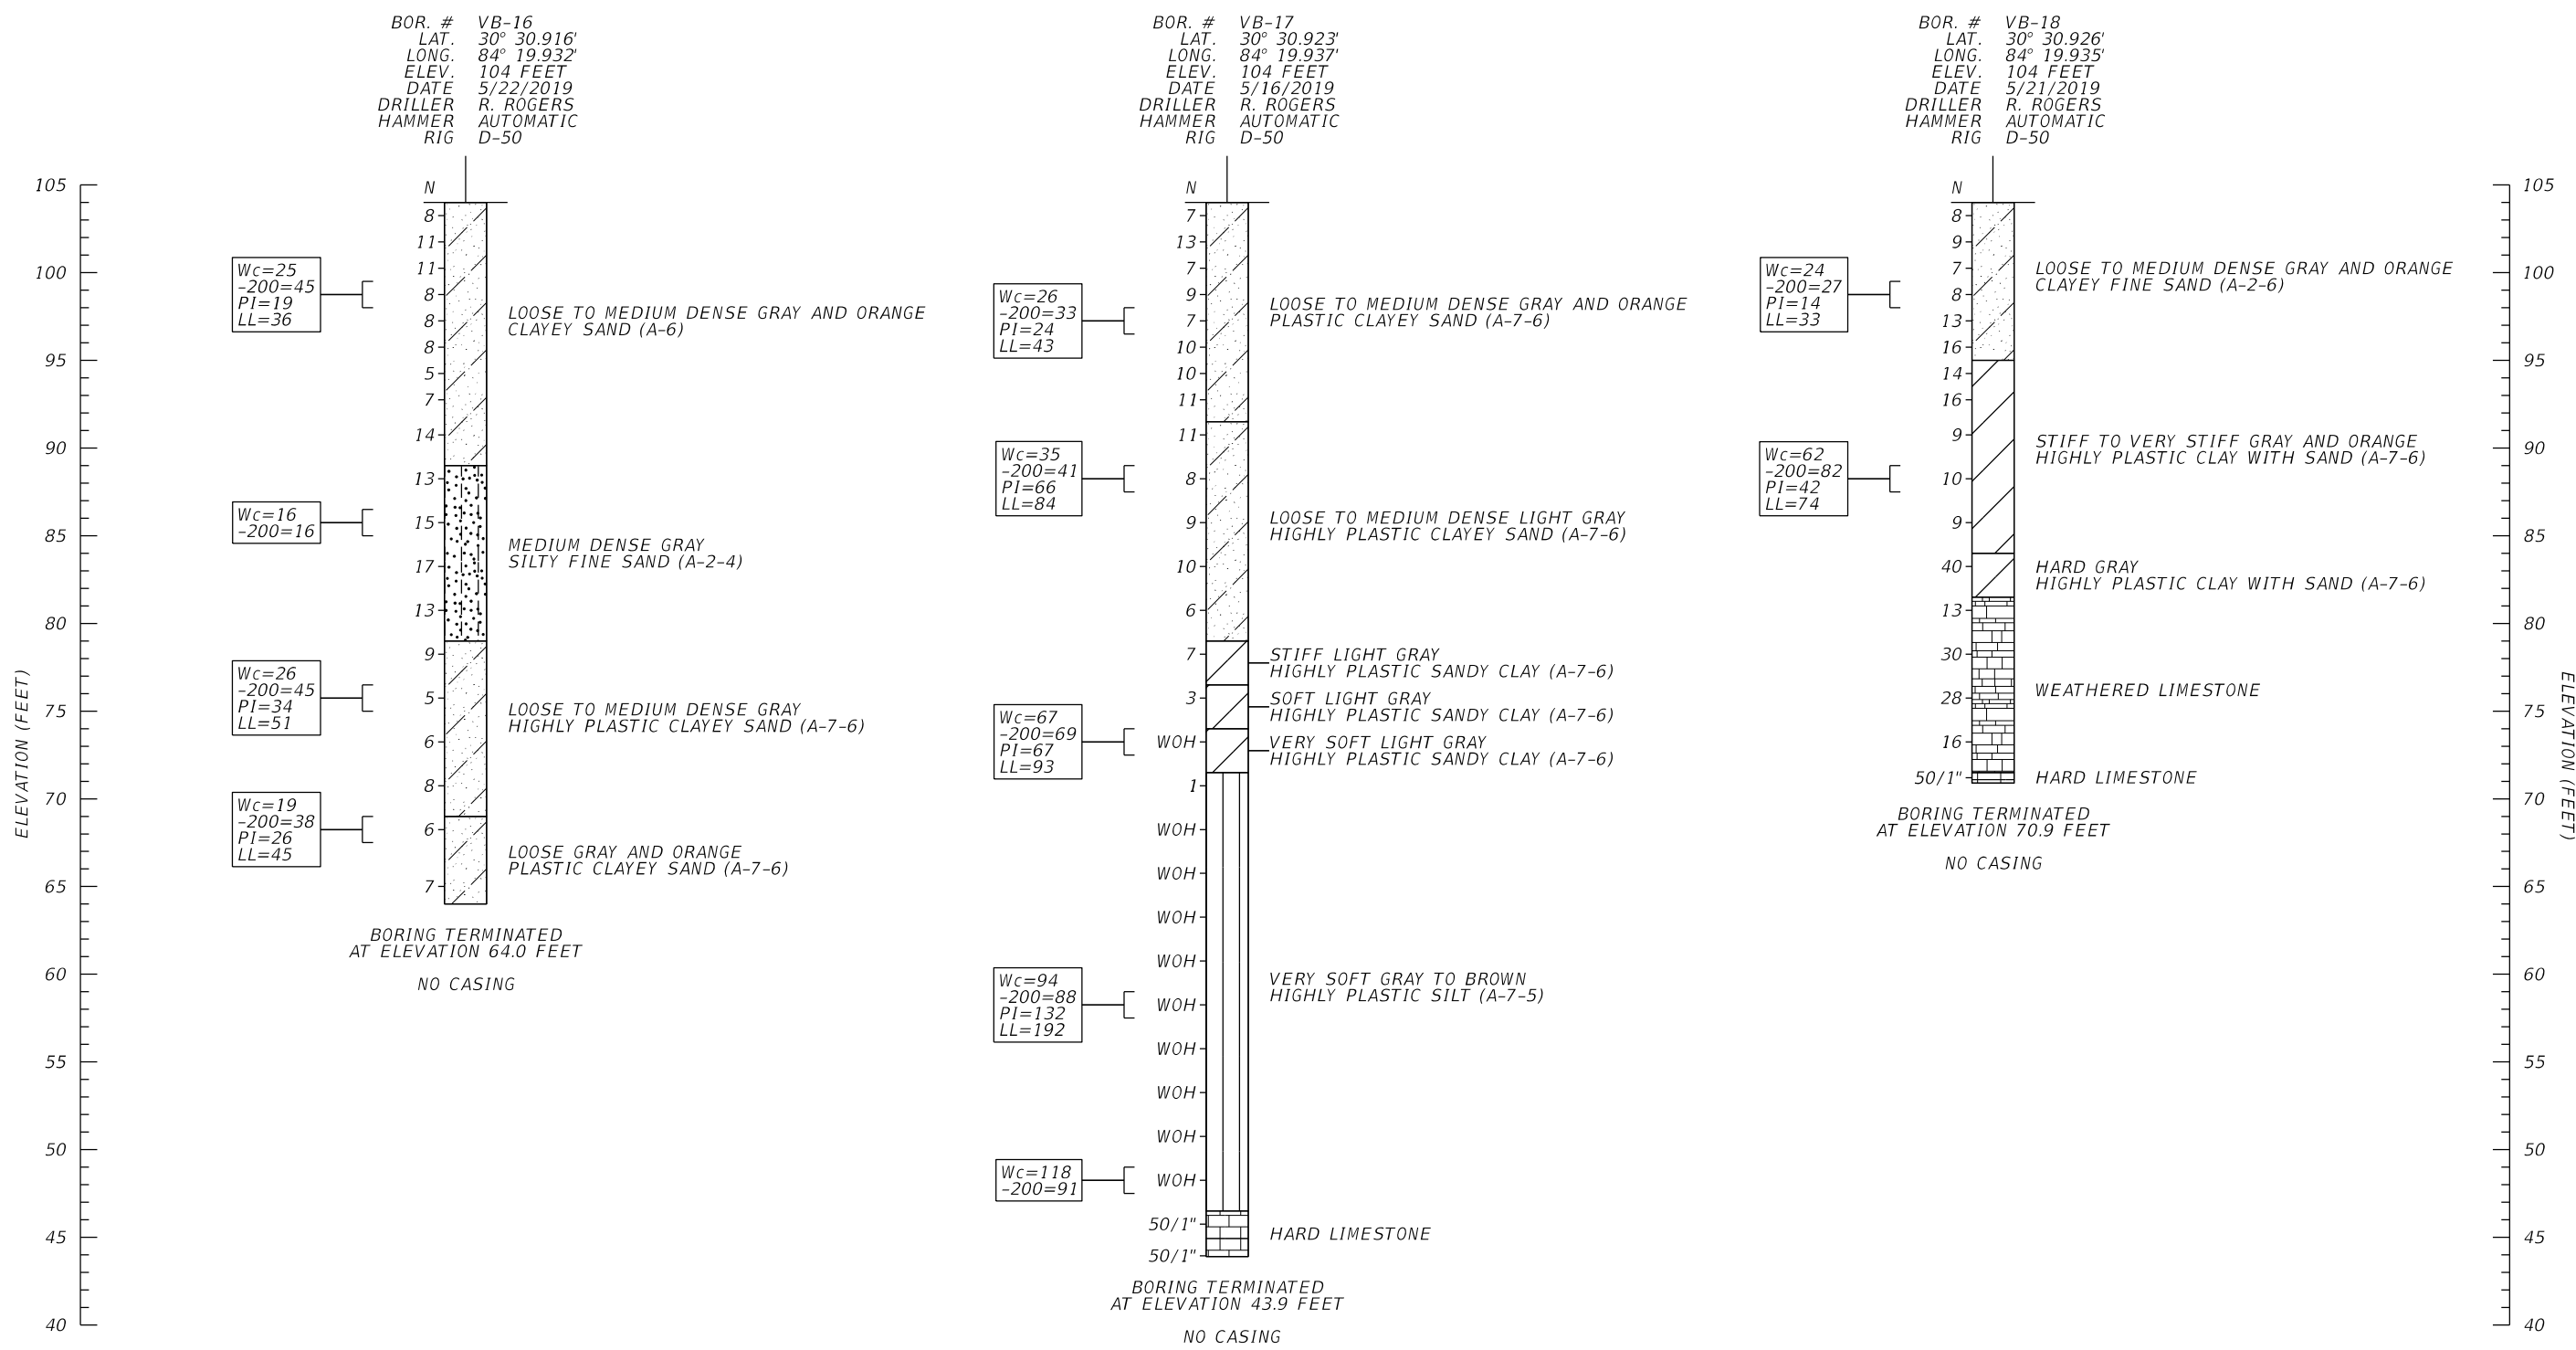 BOR. # VB-16
LAT. 30° 30.916'
LONG. 84° 19.932'
ELEV. 104 FEET
DATE 5/22/2019
DRILLER R. ROGERS
HAMMER AUTOMATIC
RIG D-50
BOR. # VB-17
LAT. 30° 30.923'
LONG. 84° 19.937'
ELEV. 104 FEET
DATE 5/16/2019
DRILLER R. ROGERS
HAMMER AUTOMATIC
RIG D-50
BOR. # VB-18
LAT. 30° 30.926'
LONG. 84° 19.935'
ELEV. 104 FEET
DATE 5/21/2019
DRILLER R. ROGERS
HAMMER AUTOMATIC
RIG D-50
ELEVATION (FEET)
105
100
95
90
85
80
75
70
65
60
55
50
45
40
Wc=25
-200=45
PI=19
LL=36
Wc=16
-200=16
Wc=26
-200=45
PI=34
LL=51
Wc=19
-200=38
PI=26
LL=45
N
8
11
11
8
8
8
5
7
14
13
15
17
13
9
5
6
8
6
7
LOOSE TO MEDIUM DENSE GRAY AND ORANGE
CLAYEY SAND (A-6)
MEDIUM DENSE GRAY
SILTY FINE SAND (A-2-4)
LOOSE TO MEDIUM DENSE GRAY
HIGHLY PLASTIC CLAYEY SAND (A-7-6)
LOOSE GRAY AND ORANGE
PLASTIC CLAYEY SAND (A-7-6)
BORING TERMINATED
AT ELEVATION 64.0 FEET
NO CASING
Wc=26
-200=33
PI=24
LL=43
Wc=35
-200=41
PI=66
LL=84
Wc=67
-200=69
PI=67
LL=93
Wc=94
-200=88
PI=132
LL=192
Wc=118
-200=91
N
7
13
7
9
7
10
10
11
11
8
9
10
6
7
3
WOH
1
WOH
WOH
WOH
WOH
WOH
WOH
WOH
WOH
WOH
50/1"
50/1"
LOOSE TO MEDIUM DENSE GRAY AND ORANGE
PLASTIC CLAYEY SAND (A-7-6)
LOOSE TO MEDIUM DENSE LIGHT GRAY
HIGHLY PLASTIC CLAYEY SAND (A-7-6)
STIFF LIGHT GRAY
HIGHLY PLASTIC SANDY CLAY (A-7-6)
SOFT LIGHT GRAY
HIGHLY PLASTIC SANDY CLAY (A-7-6)
VERY SOFT LIGHT GRAY
HIGHLY PLASTIC SANDY CLAY (A-7-6)
VERY SOFT GRAY TO BROWN
HIGHLY PLASTIC SILT (A-7-5)
HARD LIMESTONE
BORING TERMINATED
AT ELEVATION 43.9 FEET
NO CASING
Wc=24
-200=27
PI=14
LL=33
Wc=62
-200=82
PI=42
LL=74
N
8
9
7
8
13
16
14
16
9
10
9
40
13
30
28
16
50/1"
LOOSE TO MEDIUM DENSE GRAY AND ORANGE
CLAYEY FINE SAND (A-2-6)
STIFF TO VERY STIFF GRAY AND ORANGE
HIGHLY PLASTIC CLAY WITH SAND (A-7-6)
HARD GRAY
HIGHLY PLASTIC CLAY WITH SAND (A-7-6)
WEATHERED LIMESTONE
HARD LIMESTONE
BORING TERMINATED
AT ELEVATION 70.9 FEET
NO CASING
105
100
95
90
85
80
75
70
65
60
55
50
45
40
ELEVATION (FEET)